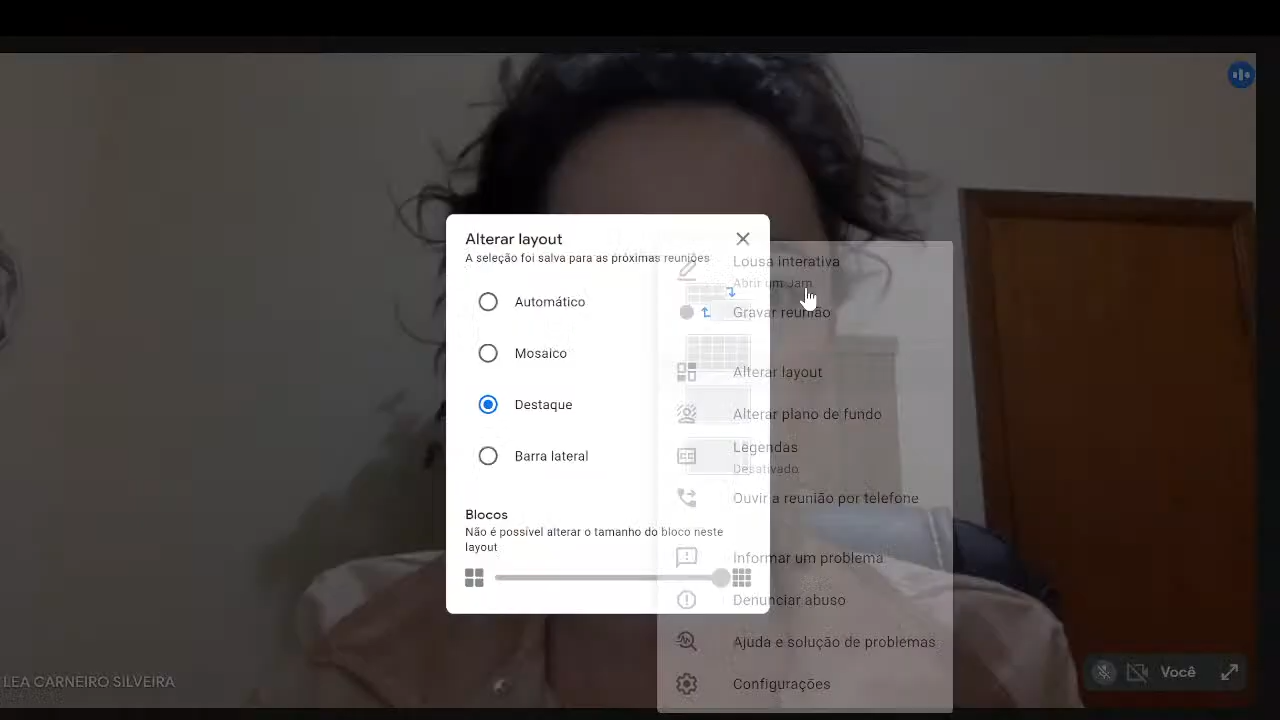 Alterar layout
A seleção foi salva para as próximas reuniões
Automático
Mosaico
Destaque
Barra lateral
Blocos
Não é possível alterar o tamanho do bloco neste
layout
Lousa interativa
Abrir um Jam
Gravar reunião
Alterar layout
Alterar plano de fundo
Legendas
Desativado
Ouvir a reunião por telefone
Informar um problema
Denunciar abuso
Ajuda e solução de problemas
Configurações
LEA CARNEIRO SILVEIRA
Você